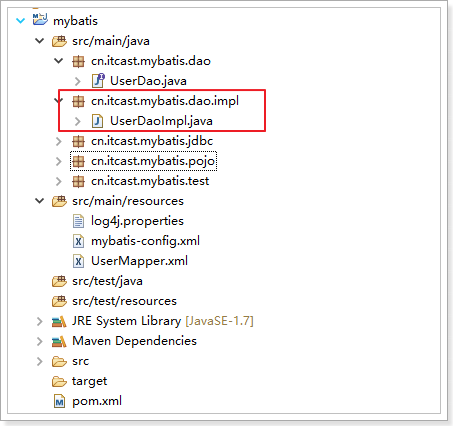 mybatis
src/main/java
cn.itcast.mybatis.dao
UserDao.java
cn.itcast.mybatis.dao.impl
UserDaoImpl.java
cn.itcast.mybatis.jdbc
cn.itcast.mybatis.pojo
cn.itcast.mybatis.test
src/main/resources
log4j.properties
mybatis-config.xml
UserMapper.xml
src/test/java
src/test/resources
JRE System Library [JavaSE-1.7]
Maven Dependencies
src
target
pom.xml